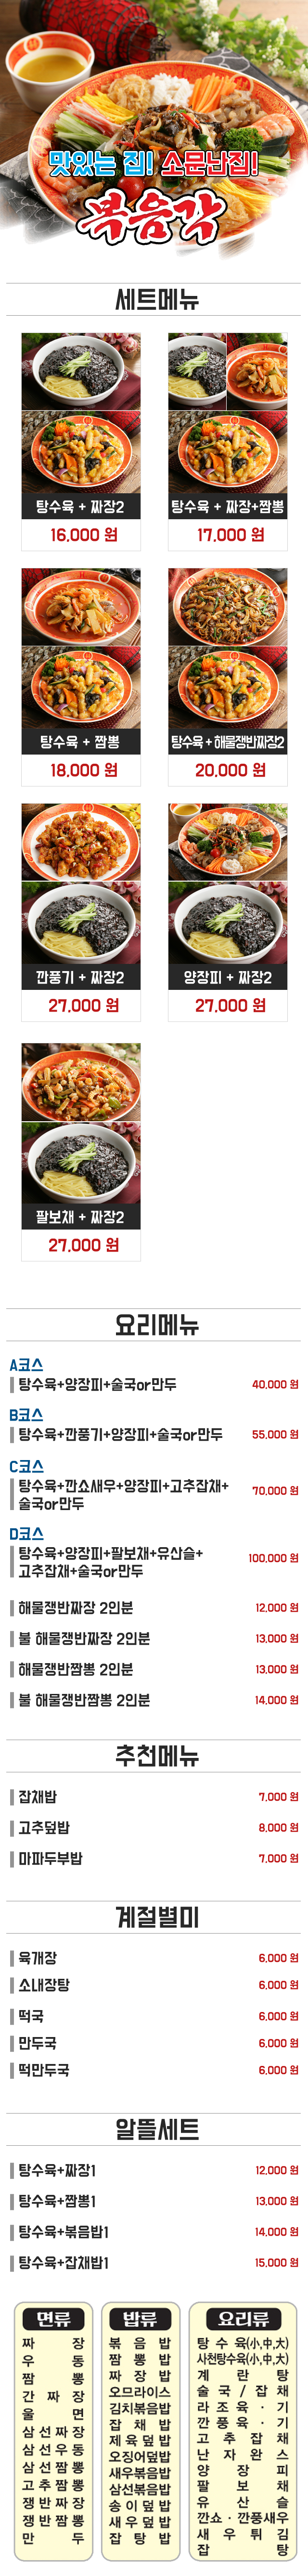 맛있는 집! 소문난집!
복음각
세트메뉴
탕수육 + 짜장2
16,000 원
탕수육 + 짜장+짬뽕
17,000 원
탕수육 + 짬뽕
18,000 원
탕수육 + 해물쟁반짜장2
20,000 원
깐풍기 + 짜장2
27,000 원
양장피 + 짜장2
27,000 원
팔보채 + 짜장2
27,000 원
요리메뉴
A코스
탕수육+양장피+술국or만두 40,000 원
B코스
탕수육+깐풍기+양장피+술국or만두 55,000 원
C코스
탕수육+깐쇼새우+양장피+고추잡채+
술국or만두 70,000 원
D코스
탕수육+양장피+팔보채+유산슬+
고추잡채+술국or만두 100,000 원
해물쟁반짜장 2인분 12,000 원
불 해물쟁반짜장 2인분 13,000 원
해물쟁반짬뽕 2인분 13,000 원
불 해물쟁반짬뽕 2인분 14,000 원
추천메뉴
잡채밥 7,000 원
고추덮밥 8,000 원
마파두부밥 7,000 원
계절별미
육개장 6,000 원
소내장탕 6,000 원
떡국 6,000 원
만두국 6,000 원
떡만두국 6,000 원
알뜰세트
탕수육+짜장1 12,000 원
탕수육+짬뽕1 13,000 원
탕수육+볶음밥1 14,000 원
탕수육+잡채밥1 15,000 원
면류
짜 장
우 동
짬 뽕
간 짜 장
울 면
삼 선 짜 장
삼 선 우 동
삼 선 짬 뽕
고 추 짬 뽕
쟁 반 짜 장
쟁 반 짬 뽕
만 두
밥류
볶 음 밥
짬 뽕 밥
짜 장 밥
오므라이스
김치볶음밥
잡 채 밥
제 육 덮 밥
오징어덮밥
새우볶음밥
삼선볶음밥
송 이 덮 밥
새 우 덮 밥
잡 탕 밥
요리류
탕 수 육(小,中,大)
사천탕수육(小,中,大)
계 란 탕
술 국 / 잡 채
라 조 육 · 기
깐 풍 육 · 기
고 추 잡 채
난 자 완 스
양 장 피
팔 보 채
유 산 슬
깐쇼 · 깐풍새우
새 우 튀 김
잡 탕